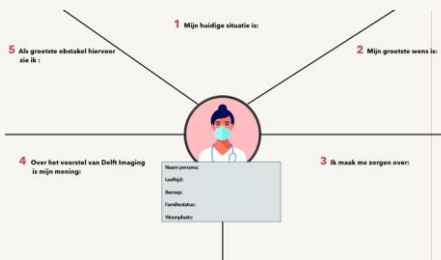 1 Mijn huidige situatie is:
2 Mijn grootste wens is:
3 Ik maak me zorgen over:
4 Over het voorstel van Delft Imaging
is mijn mening:
5 Als grootste obstakel hiervoor
zie ik :
Naam persona:
Leeftijd:
Beroep:
Familiestatus:
Woonplaats: